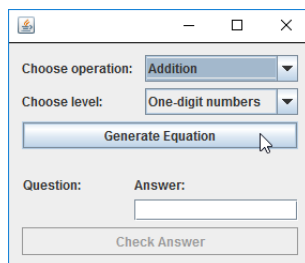 Choose operation: Addition
Choose level: One-digit numbers
Generate Equation
Question: Answer:
Check Answer